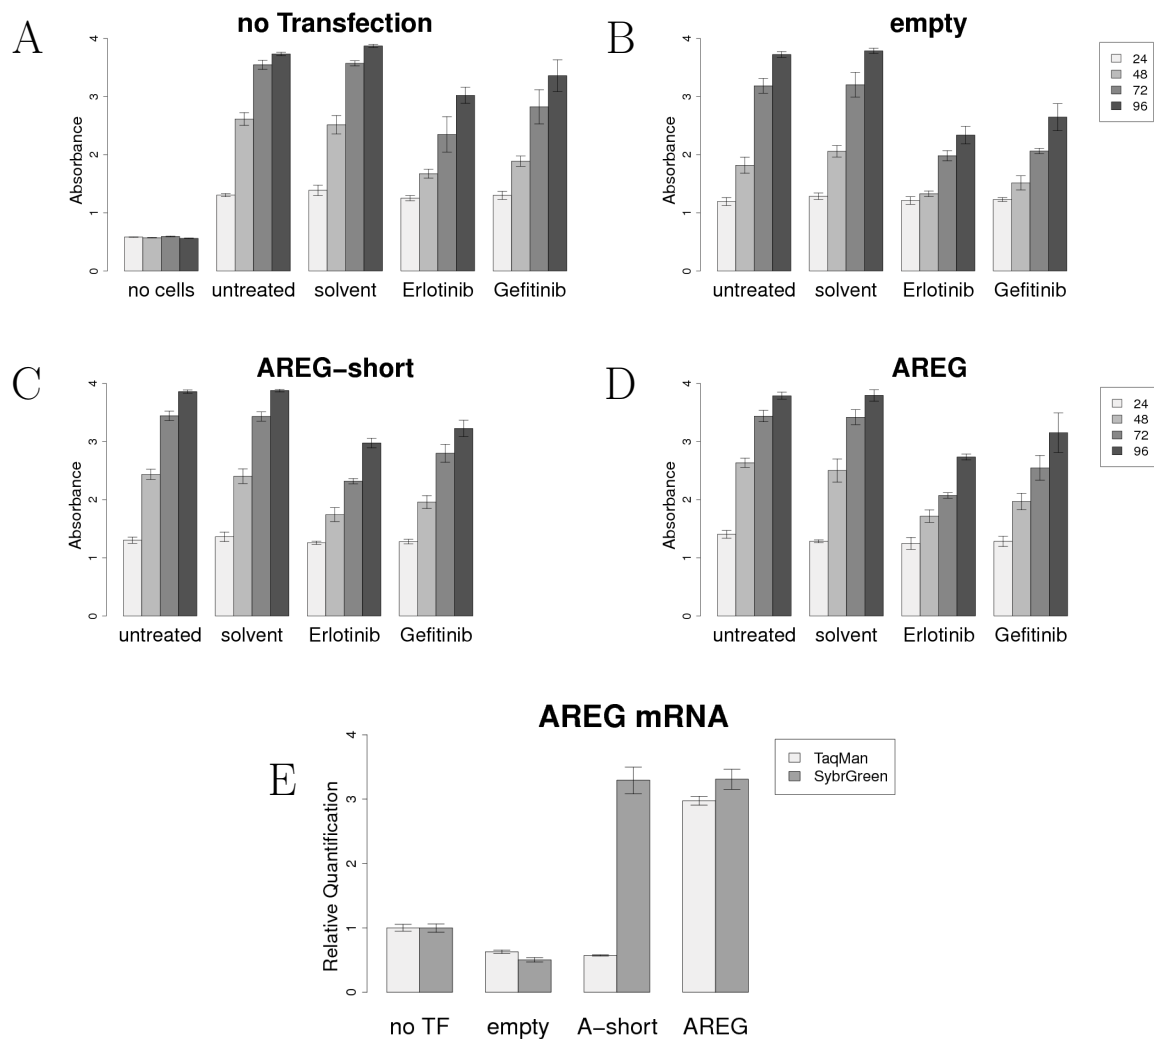 A
no Transfection
Absorbance
0 1 2 3 4
no cells untreated solvent Erlotinib Gefitinib
B
empty
Absorbance
0 1 2 3 4
untreated solvent Erlotinib Gefitinib
24
48
72
96
C
AREG-short
Absorbance
0 1 2 3 4
untreated solvent Erlotinib Gefitinib
D
AREG
Absorbance
0 1 2 3 4
untreated solvent Erlotinib Gefitinib
24
48
72
96
E
AREG mRNA
Relative Quantification
0 1 2 3 4
no TF empty A-short AREG
TaqMan
SybrGreen